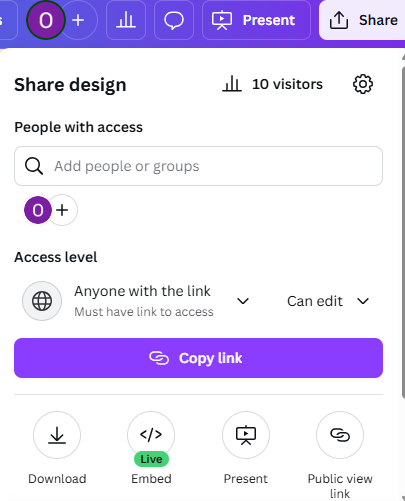 s
O
+
Present
Share
Share design
10 visitors
People with access
Add people or groups
O +
Access level
Anyone with the link
Must have link to access
Can edit
Copy link
</>
Live
Download
Embed
Present
Public view
link